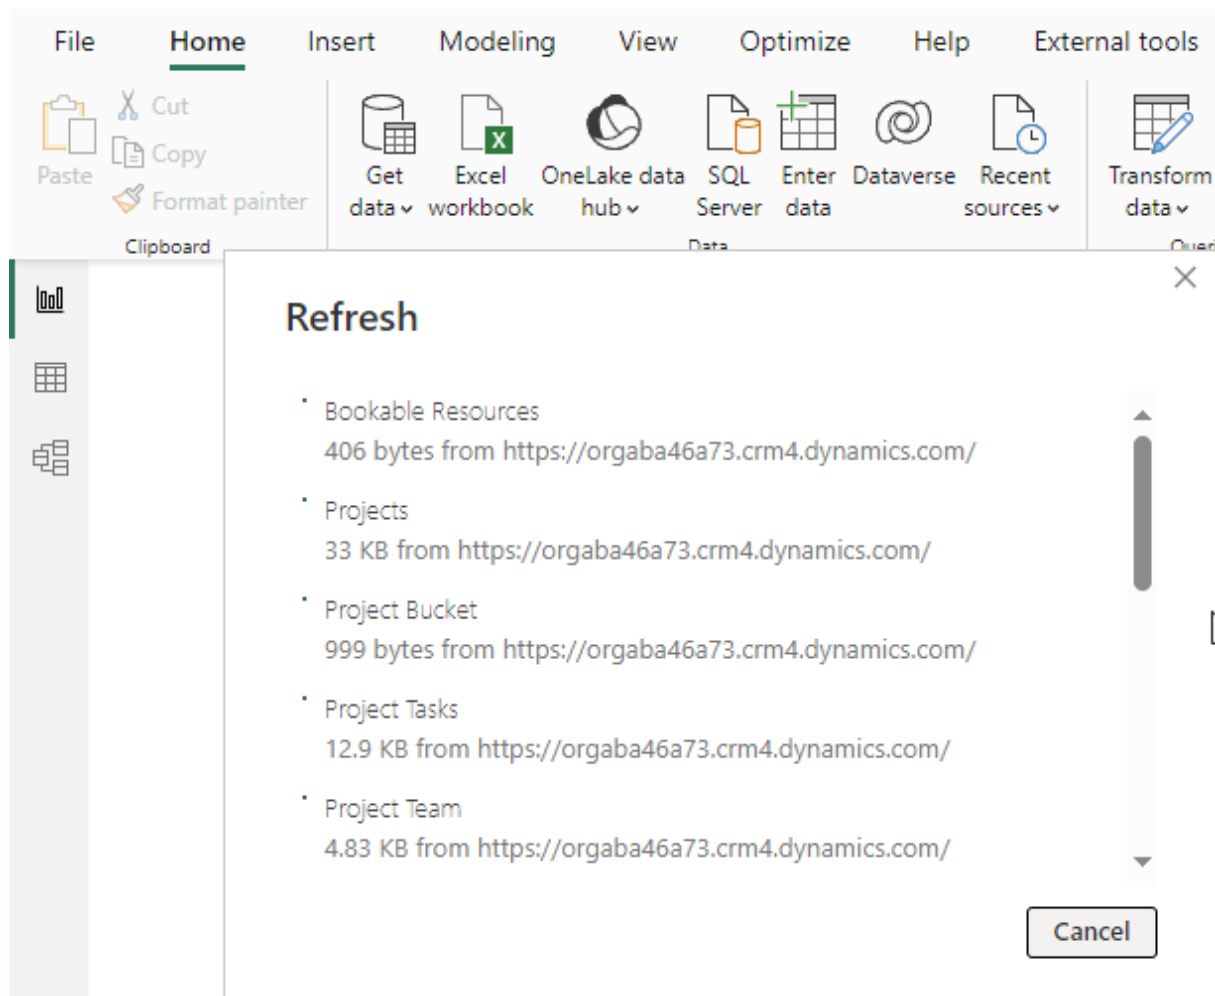 File Home Insert Modeling View Optimize Help External tools
Cut
Copy
Paste
Format painter
Clipboard
Get data
Excel workbook
OneLake data hub
SQL Server
Enter data
Dataverse
Recent sources
Data
Transform data
Refresh
Bookable Resources
406 bytes from https://orgaba46a73.crm4.dynamics.com/
Projects
33 KB from https://orgaba46a73.crm4.dynamics.com/
Project Bucket
999 bytes from https://orgaba46a73.crm4.dynamics.com/
Project Tasks
12.9 KB from https://orgaba46a73.crm4.dynamics.com/
Project Team
4.83 KB from https://orgaba46a73.crm4.dynamics.com/
Cancel